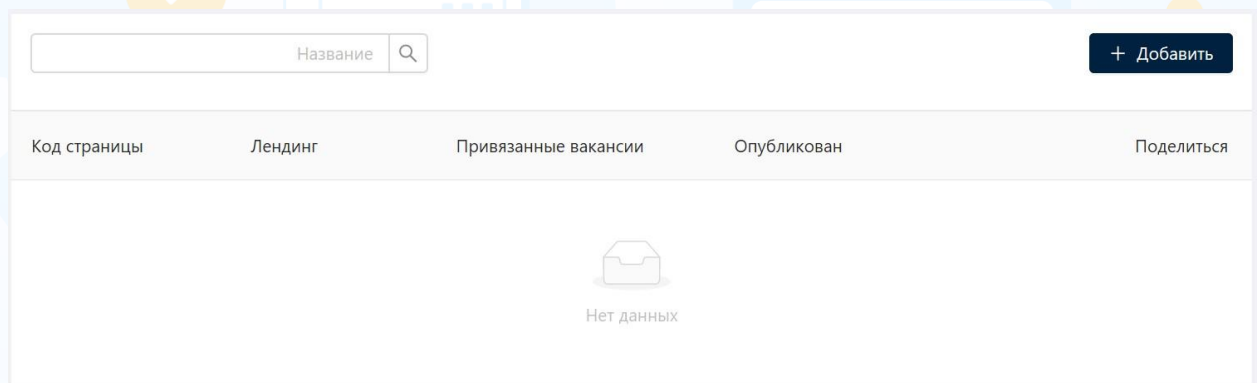 Название
+ Добавить
Код страницы Лендинг Привязанные вакансии Опубликован Поделиться
Нет данных